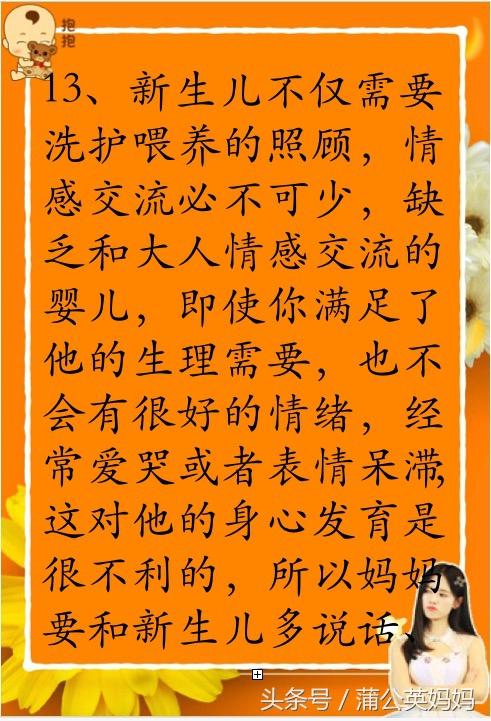 抱抱
13、新生儿不仅需要
洗护喂养的照顾，情
感交流必不可少，缺
乏和大人情感交流的
婴儿，即使你满足了
他的生理需要，也不
会有很好的情绪，经
常爱哭或者表情呆滞，
这对他的身心发育是
很不利的，所以妈妈
要和新生儿多说话、
头条号 / 蒲公英妈妈